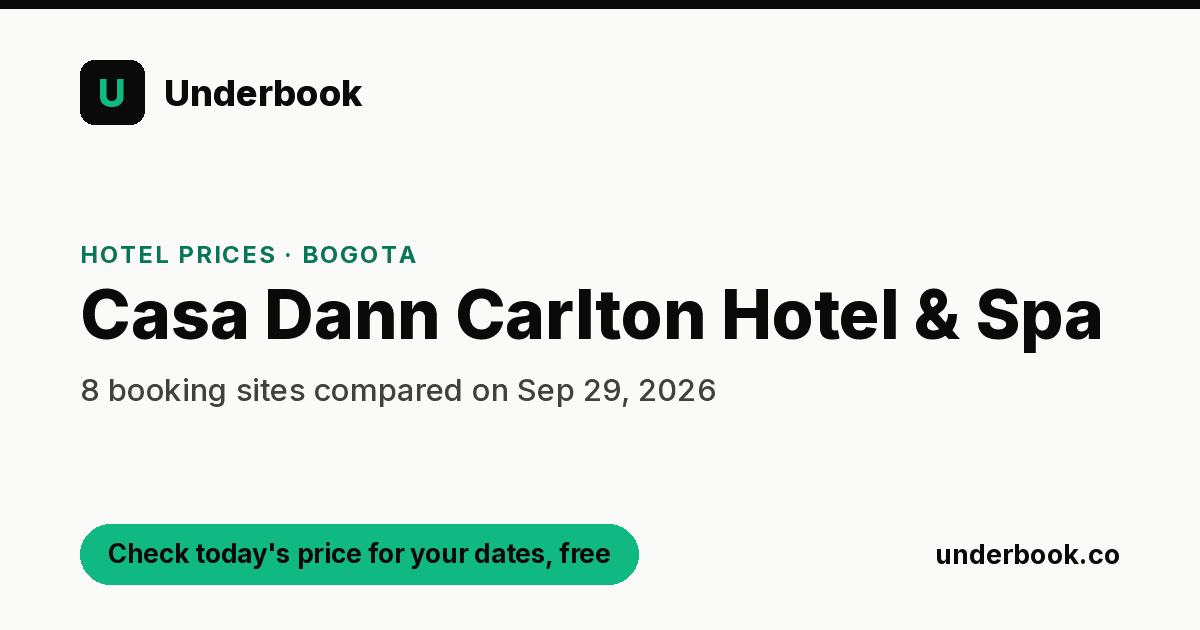 U Underbook
HOTEL PRICES · BOGOTA
Casa Dann Carlton Hotel & Spa
8 booking sites compared on Sep 29, 2026
Check today's price for your dates, free
underbook.co